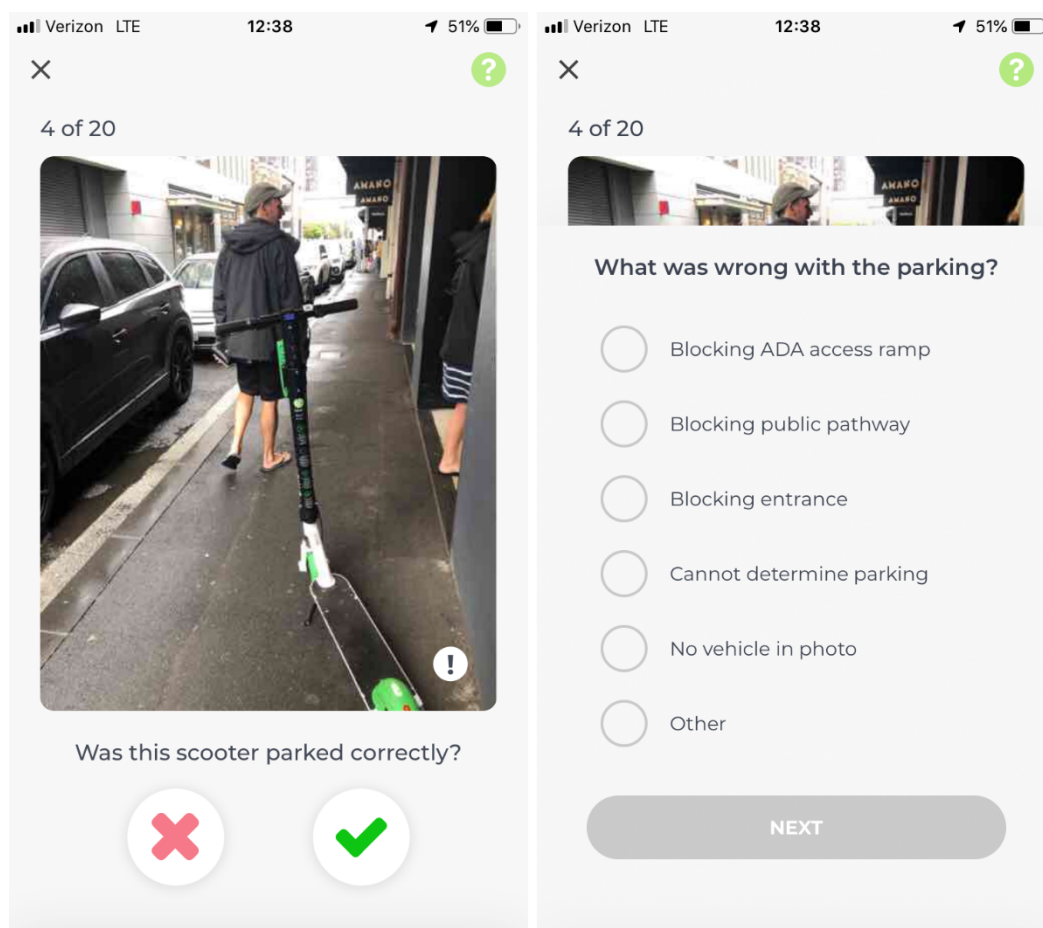 Verizon LTE 12:38 51%
?
4 of 20
AMANO
AMANO
!
Was this scooter parked correctly?
Verizon LTE 12:38 51%
?
4 of 20
AMANO
AMANO
What was wrong with the parking?
Blocking ADA access ramp
Blocking public pathway
Blocking entrance
Cannot determine parking
No vehicle in photo
Other
NEXT